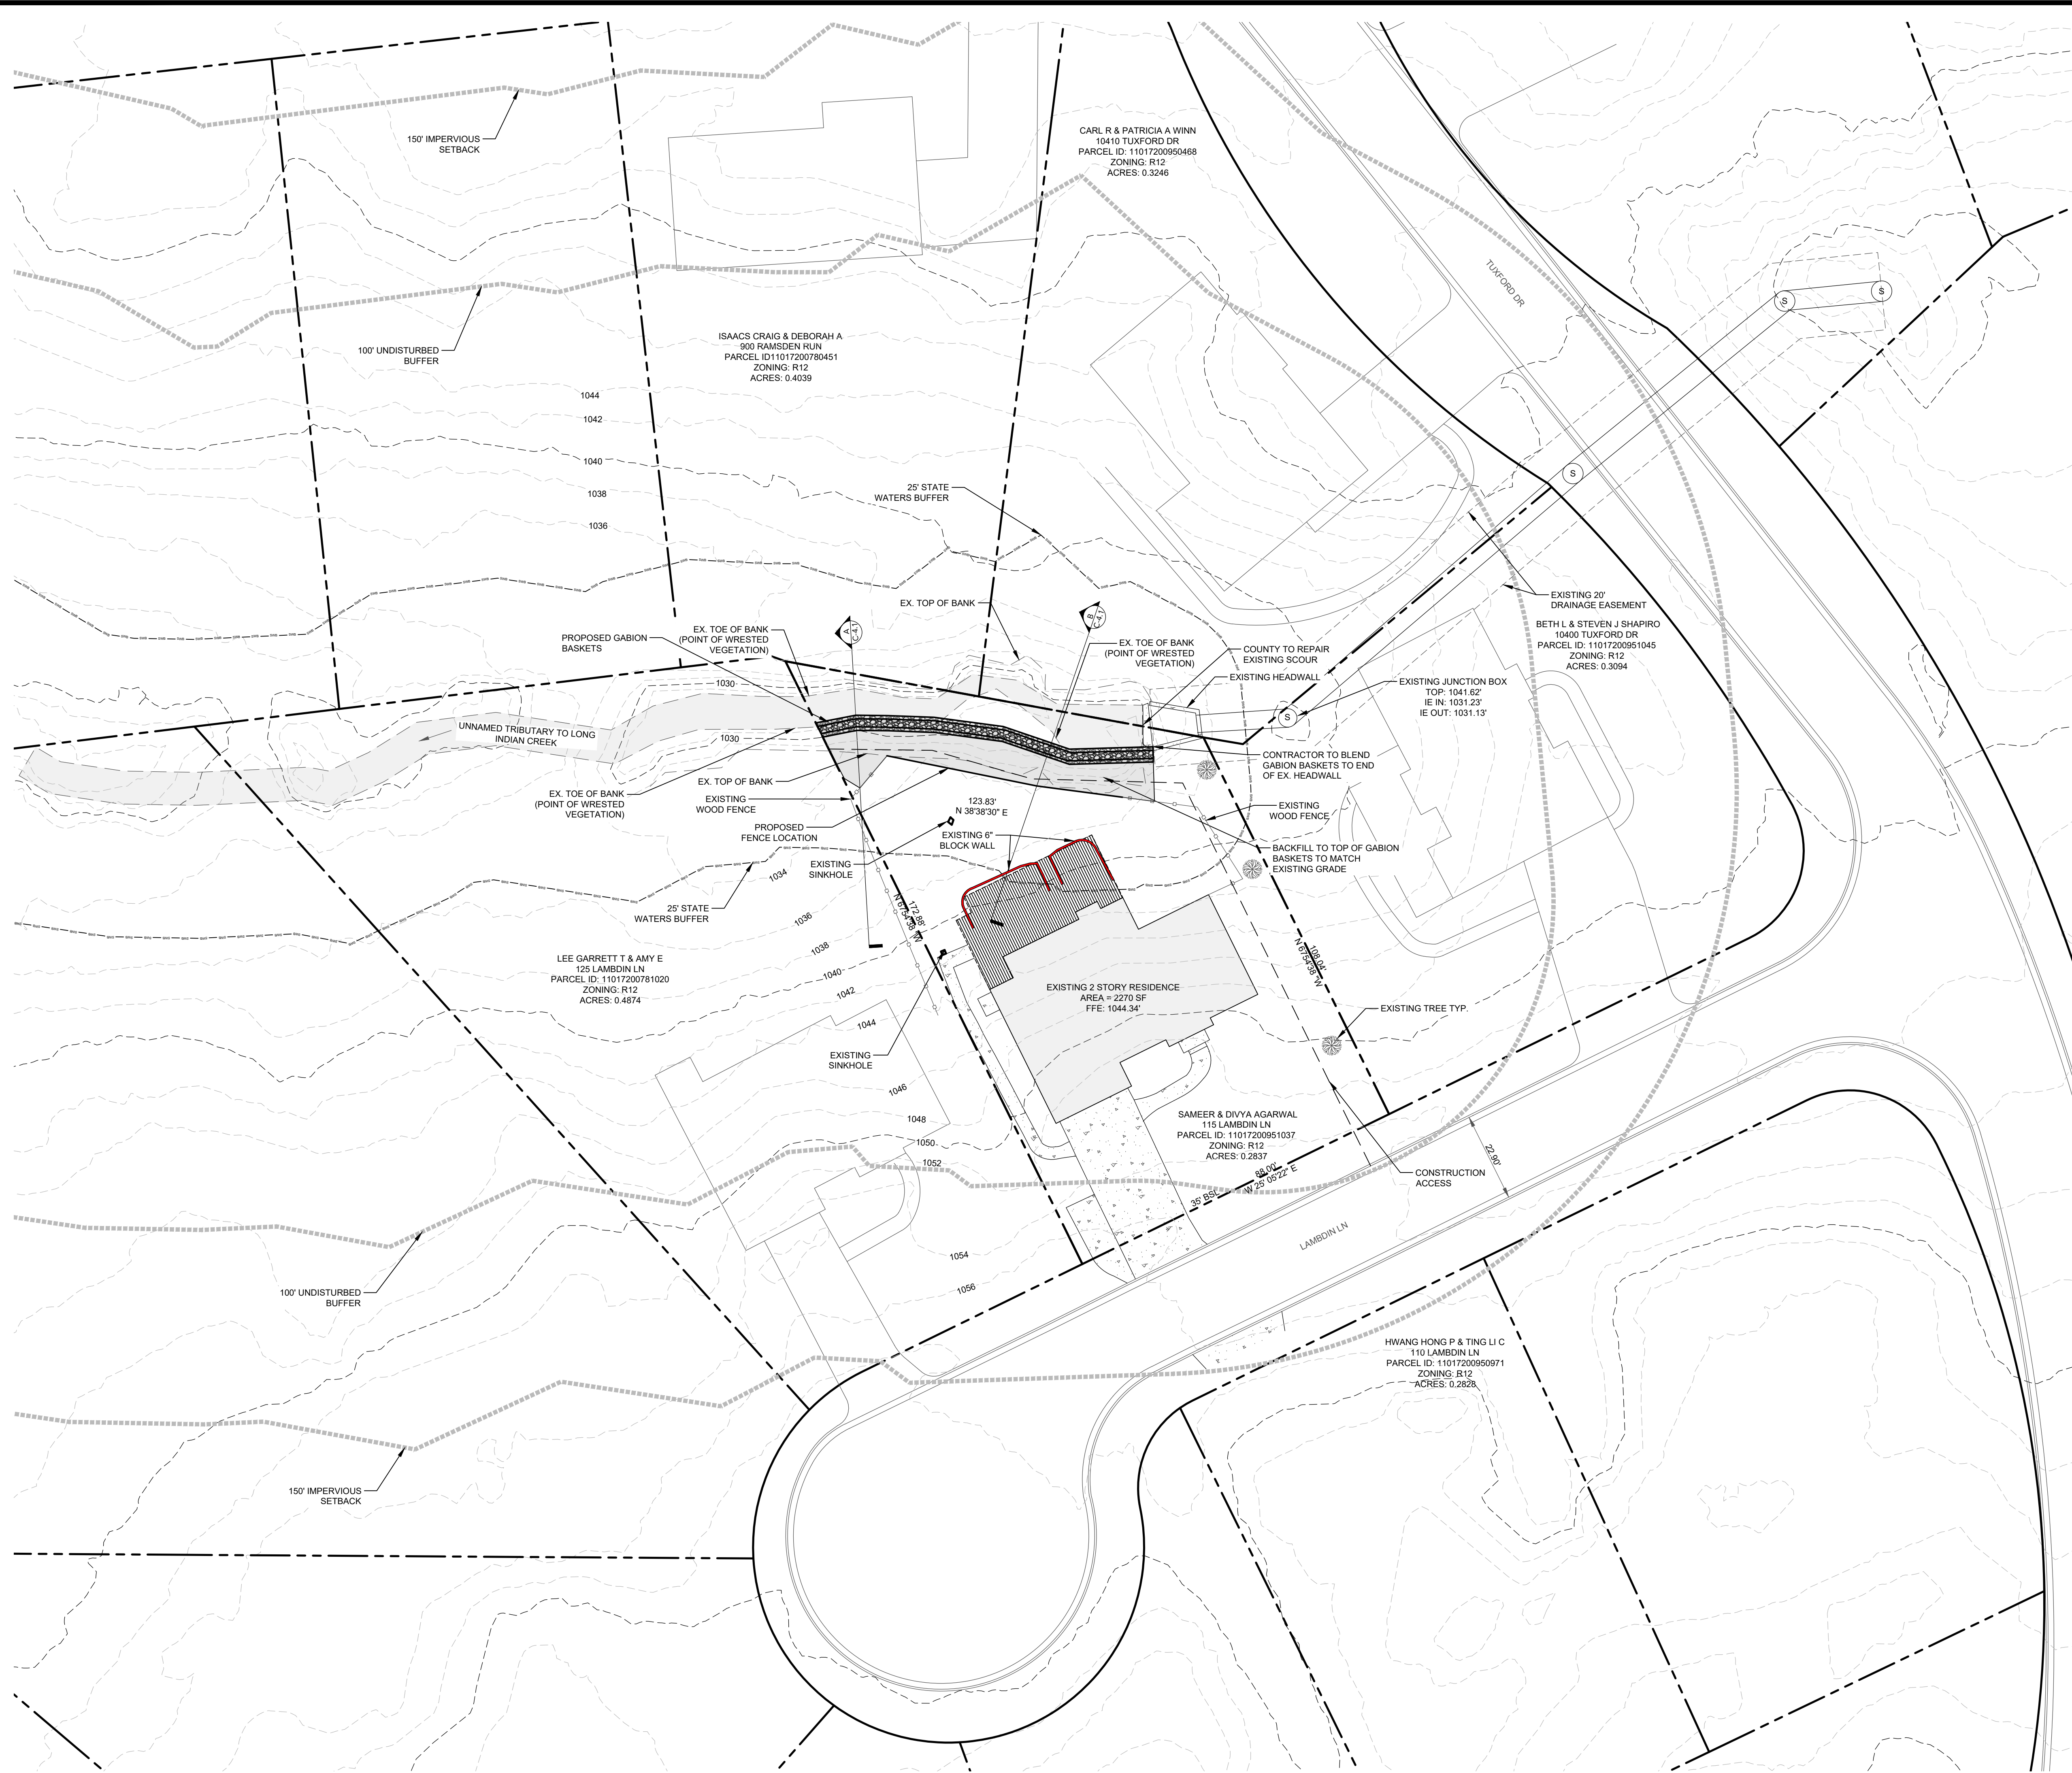 150' IMPERVIOUS
SETBACK
CARL R & PATRICIA A WINN
10410 TUXFORD DR
PARCEL ID: 11017200950468
ZONING: R12
ACRES: 0.3246
TUXFORD DR
S
S
S
100' UNDISTURBED
BUFFER
ISAACS CRAIG & DEBORAH A
900 RAMSDEN RUN
PARCEL ID11017200780451
ZONING: R12
ACRES: 0.4039
1044
1042
1040
1038
1036
25' STATE
WATERS BUFFER
EXISTING 20'
DRAINAGE EASEMENT
BETH L & STEVEN J SHAPIRO
10400 TUXFORD DR
PARCEL ID: 11017200951045
ZONING: R12
ACRES: 0.3094
EX. TOP OF BANK
A
C-4.1
B
C-4.1
PROPOSED GABION
BASKETS
EX. TOE OF BANK
(POINT OF WRESTED
VEGETATION)
EX. TOE OF BANK
(POINT OF WRESTED
VEGETATION)
COUNTY TO REPAIR
EXISTING SCOUR
EXISTING HEADWALL
EXISTING JUNCTION BOX
TOP: 1041.62'
IE IN: 1031.23'
IE OUT: 1031.13'
S
1030
1030
UNNAMED TRIBUTARY TO LONG
INDIAN CREEK
CONTRACTOR TO BLEND
GABION BASKETS TO END
OF EX. HEADWALL
EX. TOE OF BANK
(POINT OF WRESTED
VEGETATION)
EX. TOP OF BANK
EXISTING
WOOD FENCE
PROPOSED
FENCE LOCATION
123.83'
N 38°38'30" E
EXISTING 6"
BLOCK WALL
EXISTING
WOOD FENCE
BACKFILL TO TOP OF GABION
BASKETS TO MATCH
EXISTING GRADE
EXISTING
SINKHOLE
1034
25' STATE
WATERS BUFFER
1036
1038
1040
1042
1044
1046
1048
1050
1052
1054
1056
172.88'
108.04'
LEE GARRETT T & AMY E
125 LAMBDIN LN
PARCEL ID: 11017200781020
ZONING: R12
ACRES: 0.4874
EXISTING 2 STORY RESIDENCE
AREA = 2270 SF
FFE: 1044.34'
EXISTING TREE TYP.
EXISTING
SINKHOLE
SAMEER & DIVYA AGARWAL
115 LAMBDIN LN
PARCEL ID: 11017200951037
ZONING: R12
ACRES: 0.2837
22.90'
CONSTRUCTION
ACCESS
35' BSL
88.00'
W 25° 05'22" E
LAMBDIN LN
100' UNDISTURBED
BUFFER
HWANG HONG P & TING LI C
110 LAMBDIN LN
PARCEL ID: 11017200950971
ZONING: R12
ACRES: 0.2828
150' IMPERVIOUS
SETBACK